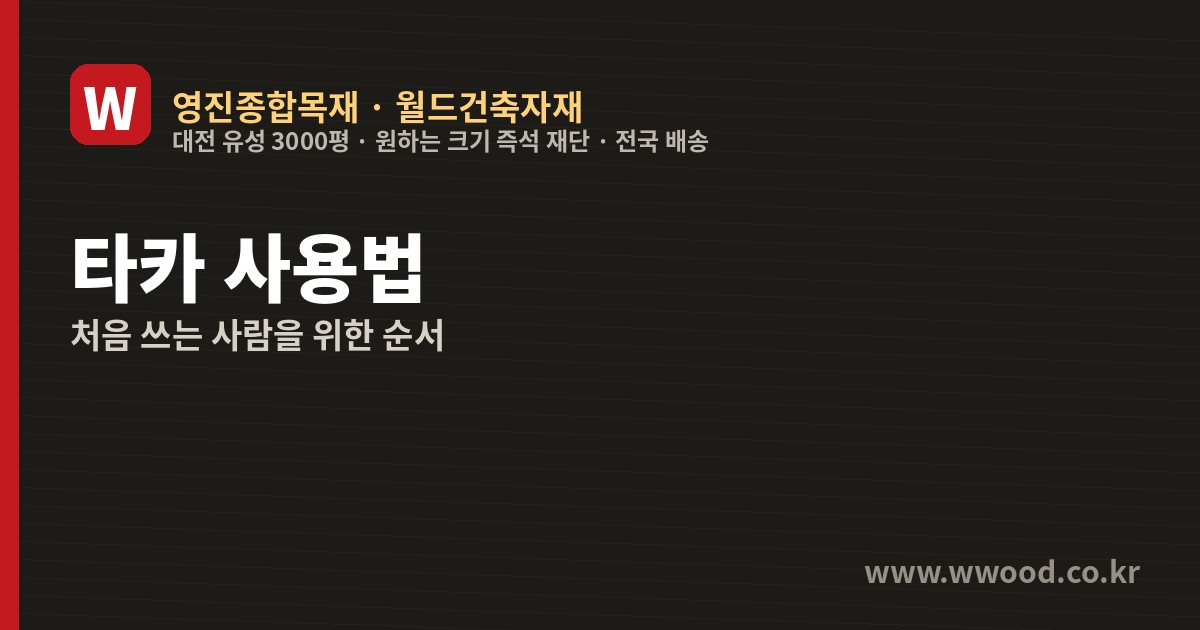 W
영진종합목재 · 월드건축자재
대전 유성 3000평 · 원하는 크기 즉석 재단 · 전국 배송
타카 사용법
처음 쓰는 사람을 위한 순서
www.wwood.co.kr